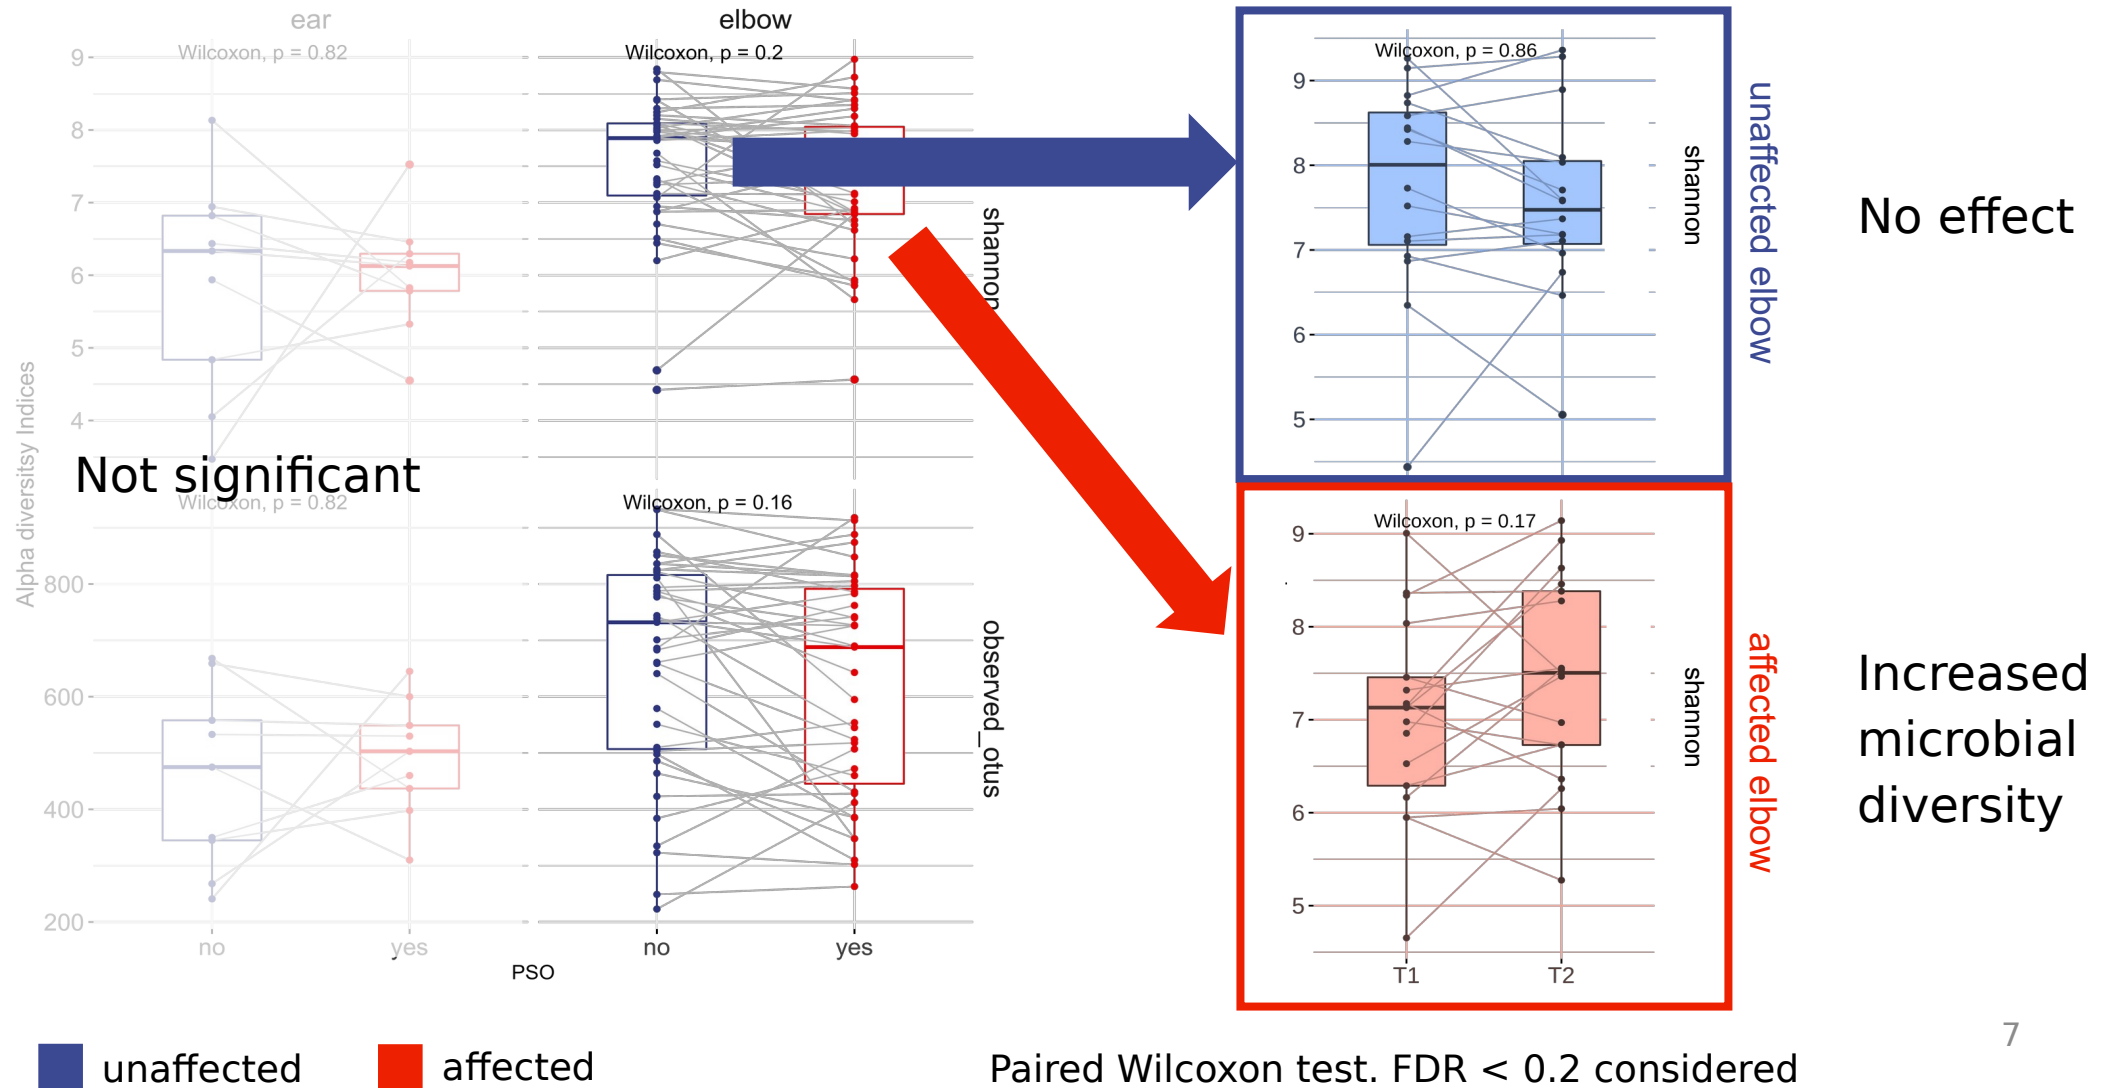 ear
elbow
Wilcoxon, p = 0.82
Wilcoxon, p = 0.2
9
8
7
6
5
4
shannon
Alpha diversitsy Indices
Not significant
Wilcoxon, p = 0.82
Wilcoxon, p = 0.16
800
600
400
200
observed_otus
no
yes
no
yes
PSO
Wilcoxon, p = 0.86
9
8
7
6
5
shannon
unaffected elbow
No effect
Wilcoxon, p = 0.17
9
8
7
6
5
T1
T2
shannon
affected elbow
Increased
microbial
diversity
7
unaffected
affected
Paired Wilcoxon test. FDR < 0.2 considered